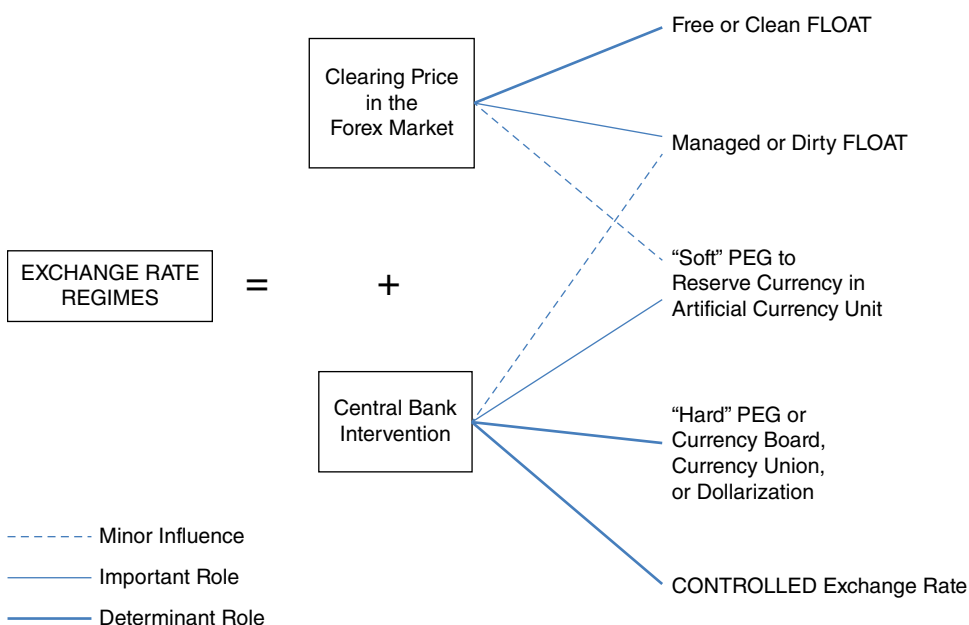 Free or Clean FLOAT
Clearing Price
in the
Forex Market
Managed or Dirty FLOAT
EXCHANGE RATE
REGIMES
=
+
“Soft” PEG to
Reserve Currency in
Artificial Currency Unit
Central Bank
Intervention
“Hard” PEG or
Currency Board,
Currency Union,
or Dollarization
CONTROLLED Exchange Rate
Minor Influence
Important Role
Determinant Role